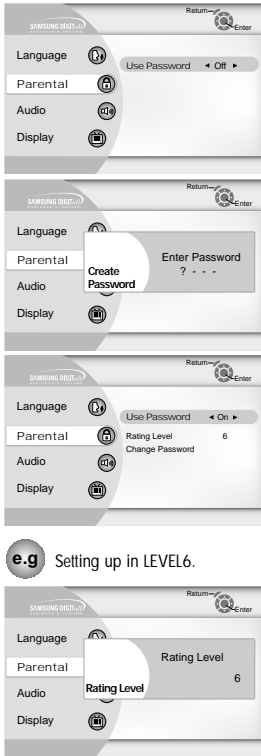 Return
SAMSUNG DIGITall
Enter
Language
Use Password ◄ Off ►
Parental
Audio
Display
Return
SAMSUNG DIGITall
Enter
Language
Parental
Enter Password
Create
Password
? - - -
Audio
Display
Return
SAMSUNG DIGITall
Enter
Language
Use Password ◄ On ►
Parental
Rating Level 6
Change Password
Audio
Display
e.g Setting up in LEVEL6.
Return
SAMSUNG DIGITall
Enter
Language
Rating Level
Parental
6
Rating Level
Audio
Display